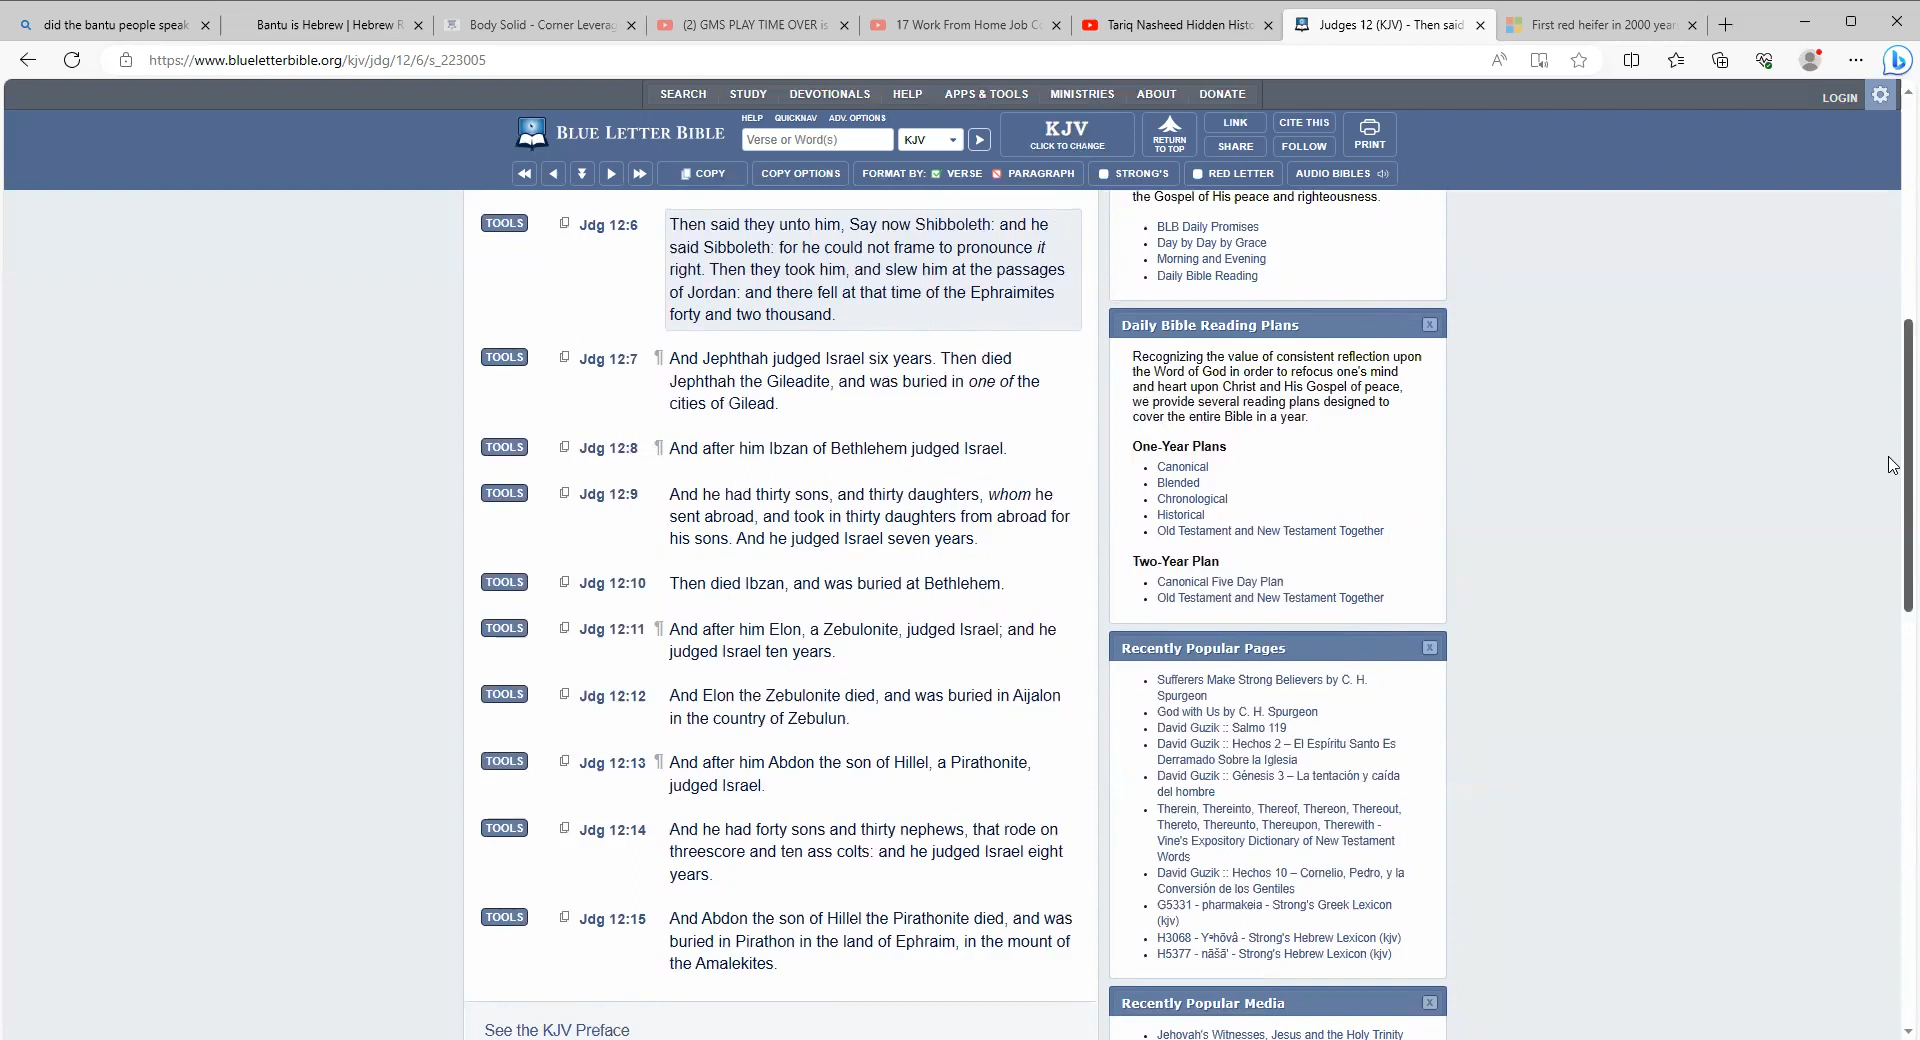 did the bantu people speak
Bantu is Hebrew | Hebrew R
Body Solid - Corner Leverag
(2) GMS PLAY TIME OVER is
17 Work From Home Job C
Tariq Nasheed Hidden Histo
Judges 12 (KJV) - Then said
First red heifer in 2000 year
https://www.blueletterbible.org/kjv/jdg/12/6/s_223005
SEARCH STUDY DEVOTIONALS HELP APPS & TOOLS MINISTRIES ABOUT DONATE
LOGIN
BLUE LETTER BIBLE
HELP QUICKNAV ADV. OPTIONS
Verse or Word(s)
KJV
KJV
CLICK TO CHANGE
RETURN
TO TOP
LINK
CITE THIS
SHARE
FOLLOW
PRINT
COPY COPY OPTIONS FORMAT BY: VERSE PARAGRAPH STRONG'S RED LETTER AUDIO BIBLES
TOOLS Jdg 12:6 Then said they unto him, Say now Shibboleth: and he
said Sibboleth: for he could not frame to pronounce it
right. Then they took him, and slew him at the passages
of Jordan: and there fell at that time of the Ephraimites
forty and two thousand.
TOOLS Jdg 12:7 ¶ And Jephthah judged Israel six years. Then died
Jephthah the Gileadite, and was buried in one of the
cities of Gilead.
TOOLS Jdg 12:8 ¶ And after him Ibzan of Bethlehem judged Israel.
TOOLS Jdg 12:9 And he had thirty sons, and thirty daughters, whom he
sent abroad, and took in thirty daughters from abroad for
his sons. And he judged Israel seven years.
TOOLS Jdg 12:10 Then died Ibzan, and was buried at Bethlehem.
TOOLS Jdg 12:11 ¶ And after him Elon, a Zebulonite, judged Israel; and he
judged Israel ten years.
TOOLS Jdg 12:12 And Elon the Zebulonite died, and was buried in Aijalon
in the country of Zebulun.
TOOLS Jdg 12:13 ¶ And after him Abdon the son of Hillel, a Pirathonite,
judged Israel.
TOOLS Jdg 12:14 And he had forty sons and thirty nephews, that rode on
threescore and ten ass colts: and he judged Israel eight
years.
TOOLS Jdg 12:15 And Abdon the son of Hillel the Pirathonite died, and was
buried in Pirathon in the land of Ephraim, in the mount of
the Amalekites.
See the KJV Preface
the Gospel of His peace and righteousness.
BLB Daily Promises
Day by Day by Grace
Morning and Evening
Daily Bible Reading
Daily Bible Reading Plans
Recognizing the value of consistent reflection upon
the Word of God in order to refocus one's mind
and heart upon Christ and His Gospel of peace,
we provide several reading plans designed to
cover the entire Bible in a year.
One-Year Plans
Canonical
Blended
Chronological
Historical
Old Testament and New Testament Together
Two-Year Plan
Canonical Five Day Plan
Old Testament and New Testament Together
Recently Popular Pages
Sufferers Make Strong Believers by C. H.
Spurgeon
God with Us by C. H. Spurgeon
David Guzik :: Salmo 119
David Guzik :: Hechos 2 – El Espíritu Santo Es
Derramado Sobre la Iglesia
David Guzik :: Génesis 3 – La tentación y caída
del hombre
Therein, Thereinto, Thereof, Thereon, Thereout,
Thereto, Thereunto, Thereupon, Therewith -
Vine's Expository Dictionary of New Testament
Words
David Guzik :: Hechos 10 – Cornelio, Pedro, y la
Conversión de los Gentiles
G5331 - pharmakeia - Strong's Greek Lexicon
(kjv)
H3068 - Yᵊhōvâ - Strong's Hebrew Lexicon (kjv)
H5377 - nāšā' - Strong's Hebrew Lexicon (kjv)
Recently Popular Media
Jehovah's Witnesses, Jesus and the Holy Trinity